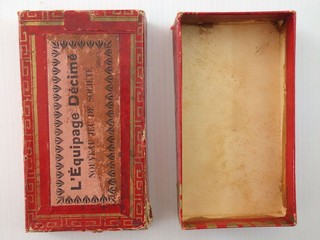 L'Equipage Décimé
NOUVEAU JEU DE SOCIÉTÉ